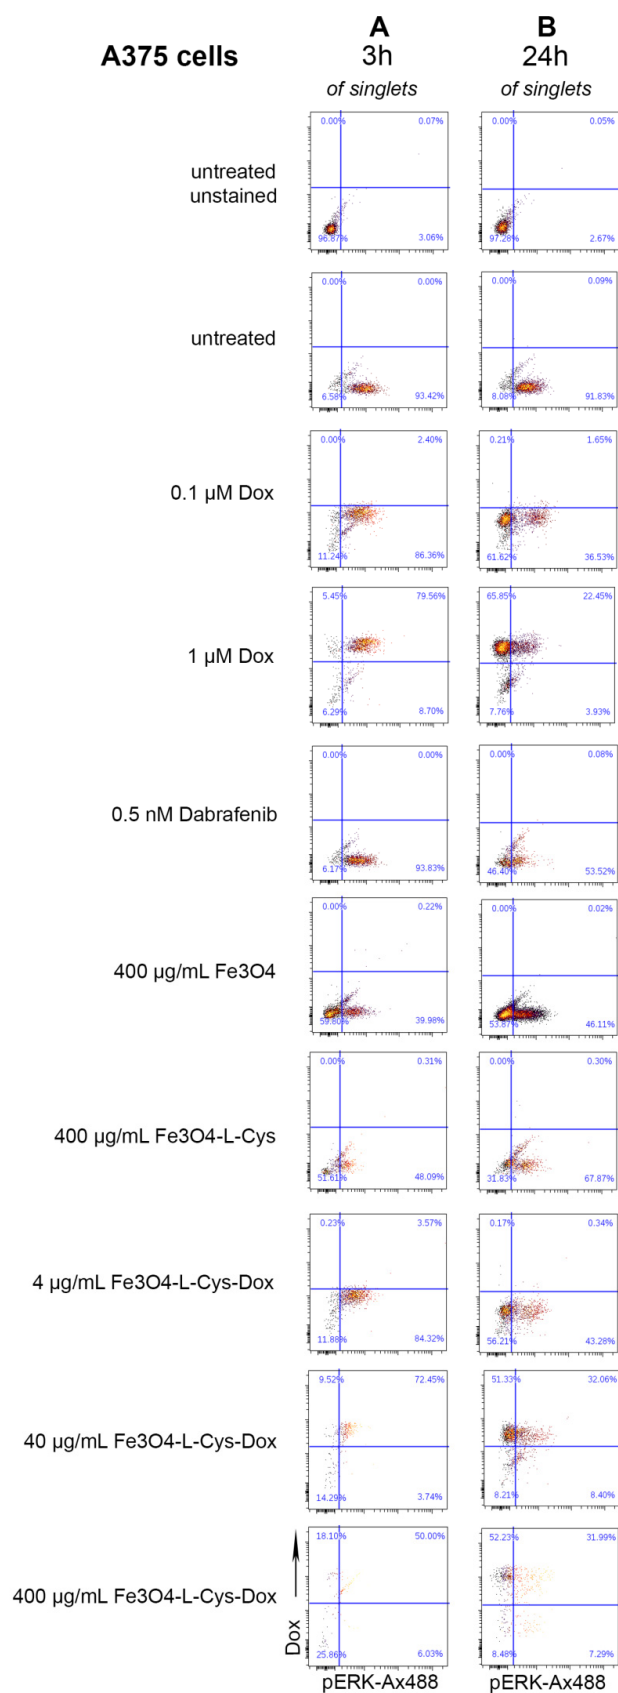 A B
A375 cells 3h 24h
of singlets of singlets
0.00% 0.07% 0.00% 0.05%
untreated
unstained
96.87% 3.06% 97.28% 2.67%
0.00% 0.00% 0.00% 0.09%
untreated
6.58% 93.42% 8.08% 91.83%
0.00% 2.40% 0.21% 1.65%
0.1 µM Dox
11.24% 86.36% 61.62% 36.53%
5.45% 79.56% 65.85% 22.45%
1 µM Dox
6.29% 8.70% 7.76% 3.93%
0.00% 0.00% 0.00% 0.08%
0.5 nM Dabrafenib
6.17% 93.83% 46.40% 53.52%
0.00% 0.22% 0.00% 0.02%
400 µg/mL Fe3O4
59.80% 39.98% 53.87% 46.11%
0.00% 0.31% 0.00% 0.30%
400 µg/mL Fe3O4-L-Cys
51.61% 48.09% 31.83% 67.87%
0.23% 3.57% 0.17% 0.34%
4 µg/mL Fe3O4-L-Cys-Dox
11.88% 84.32% 56.21% 43.28%
9.52% 72.45% 51.33% 32.06%
40 µg/mL Fe3O4-L-Cys-Dox
14.29% 3.74% 8.21% 8.40%
18.10% 50.00% 52.23% 31.99%
400 µg/mL Fe3O4-L-Cys-Dox
Dox
25.86% 6.03% 8.48% 7.29%
pERK-Ax488 pERK-Ax488